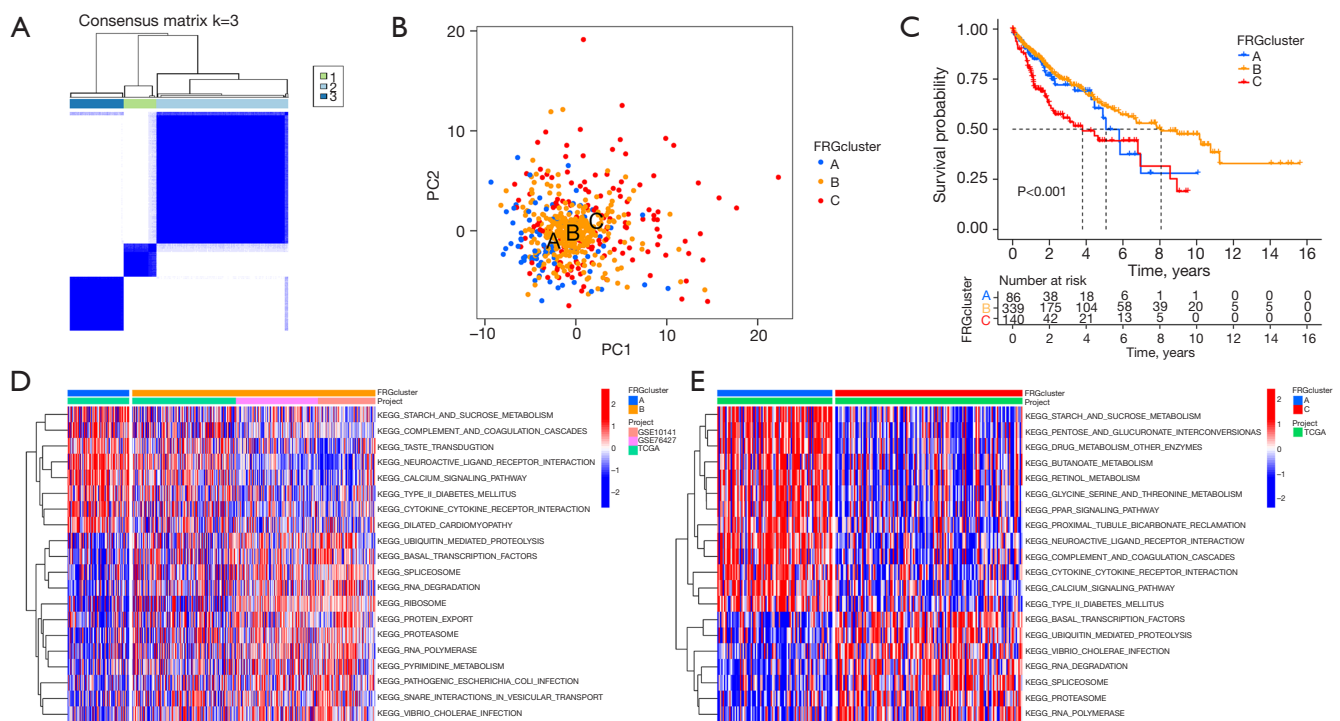 A
Consensus matrix k=3
1
2
3
B
20
10
0
PC2
−10
0
10
20
PC1
FRGcluster
A
B
C
A
B
C
C
FRGcluster
A
B
C
1.00
0.75
0.50
0.25
0.00
Survival probability
P<0.001
0 2 4 6 8 10 12 14 16
Time, years
Number at risk
FRGcluster
A 86 38 18 6 1 1 0 0 0
B 339 175 104 58 39 20 5 5 0
C 140 42 21 13 5 0 0 0 0
0 2 4 6 8 10 12 14 16
Time, years
D
FRGcluster
Project
KEGG_STARCH_AND_SUCROSE_METABOLISM
KEGG_COMPLEMENT_AND_COAGULATION_CASCADES
KEGG_TASTE_TRANSDUGTION
KEGG_NEUROACTIVE_LIGAND_RECEPTOR_INTERACTION
KEGG_CALCIUM_SIGNALING_PATHWAY
KEGG_TYPE_II_DIABETES_MELLITUS
KEGG_CYTOKINE_CYTOKINE_RECEPTOR_INTERACTION
KEGG_DILATED_CARDIOMYOPATHY
KEGG_UBIQUITIN_MEDIATED_PROTEOLYSIS
KEGG_BASAL_TRANSCRIPTION_FACTORS
KEGG_SPLICEOSOME
KEGG_RNA_DEGRADATION
KEGG_RIBOSOME
KEGG_PROTEIN_EXPORT
KEGG_PROTEASOME
KEGG_RNA_POLYMERASE
KEGG_PYRIMIDINE_METABOLISM
KEGG_PATHOGENIC_ESCHERICHIA_COLI_INFECTION
KEGG_SNARE_INTERACTIONS_IN_VESICULAR_TRANSPORT
KEGG_VIBRIO_CHOLERAE_INFECTION
2
1
0
−1
−2
FRGcluster
A
B
Project
GSE10141
GSE76427
TCGA
E
FRGcluster
Project
KEGG_STARCH_AND_SUCROSE_METABOLISM
KEGG_PENTOSE_AND_GLUCURONATE_INTERCONVERSIONAS
KEGG_DRUG_METABOLISM_OTHER_ENZYMES
KEGG_BUTANOATE_METABOLISM
KEGG_RETINOL_METABOLISM
KEGG_GLYCINE_SERINE_AND_THREONINE_METABOLISM
KEGG_PPAR_SIGNALING_PATHWAY
KEGG_PROXIMAL_TUBULE_BICARBONATE_RECLAMATION
KEGG_NEUROACTIVE_LIGAND_RECEPTOR_INTERACTIOW
KEGG_COMPLEMENT_AND_COAGULATION_CASCADES
KEGG_CYTOKINE_CYTOKINE_RECEPTOR_INTERACTION
KEGG_CALCIUM_SIGNALING_PATHWAY
KEGG_TYPE_II_DIABETES_MELLITUS
KEGG_BASAL_TRANSCRIPTION_FACTORS
KEGG_UBIQUITIN_MEDIATED_PROTEOLYSIS
KEGG_VIBRIO_CHOLERAE_INFECTION
KEGG_RNA_DEGRADATION
KEGG_SPLICEOSOME
KEGG_PROTEASOME
KEGG_RNA_POLYMERASE
2
1
0
−1
−2
FRGcluster
A
C
Project
TCGA